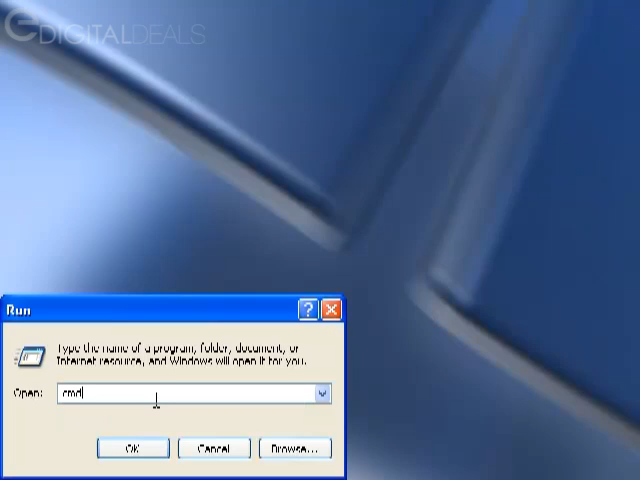 eDIGITALDEALS
Run
Type the name of a program, folder, document, or
Internet resource, and Windows will open it for you.
Open: cmd
OK Cancel Browse...